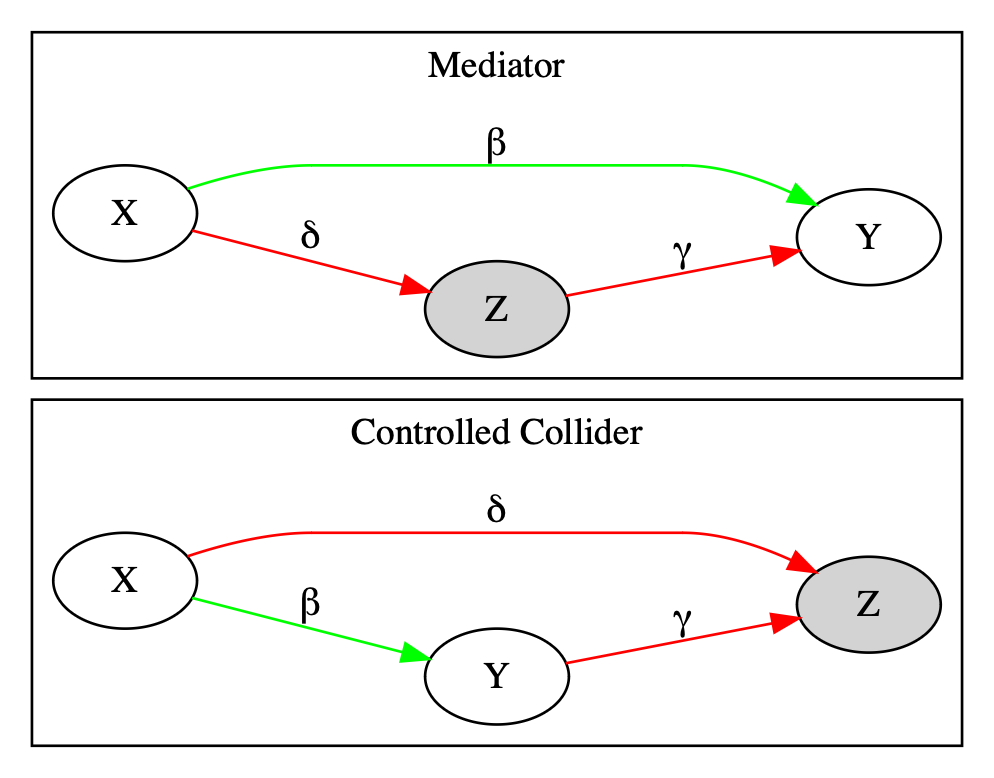 Mediator
β
X
δ
γ
Y
Z
Controlled Collider
δ
X
β
γ
Z
Y